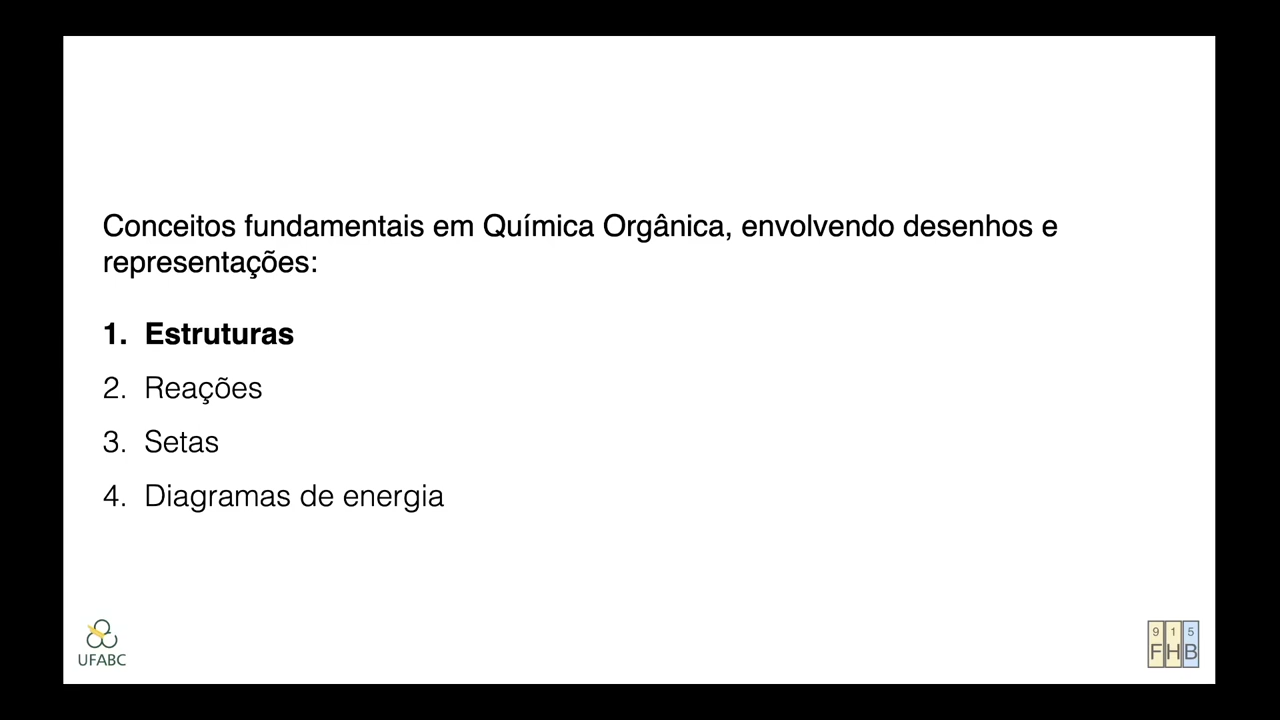 Conceitos fundamentais em Química Orgânica, envolvendo desenhos e
representações:
1. Estruturas
2. Reações
3. Setas
4. Diagramas de energia
UFABC
9 1 5
F H B